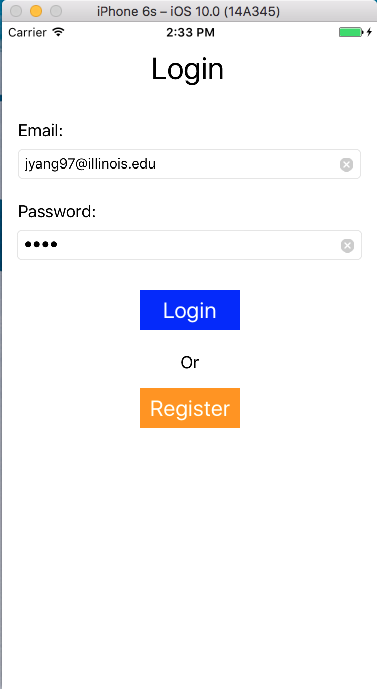 iPhone 6s – iOS 10.0 (14A345)
Carrier 2:33 PM
Login
Email:
jyang97@illinois.edu
Password:
••••
Login
Or
Register